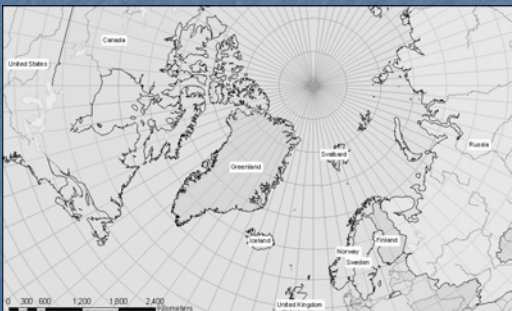 Canada
United States
Russia
Svalbard
Greenland
Iceland
Finland
Norway
Sweden
United Kingdom
0 300 600 1,200 1,800 2,400
Kilometers